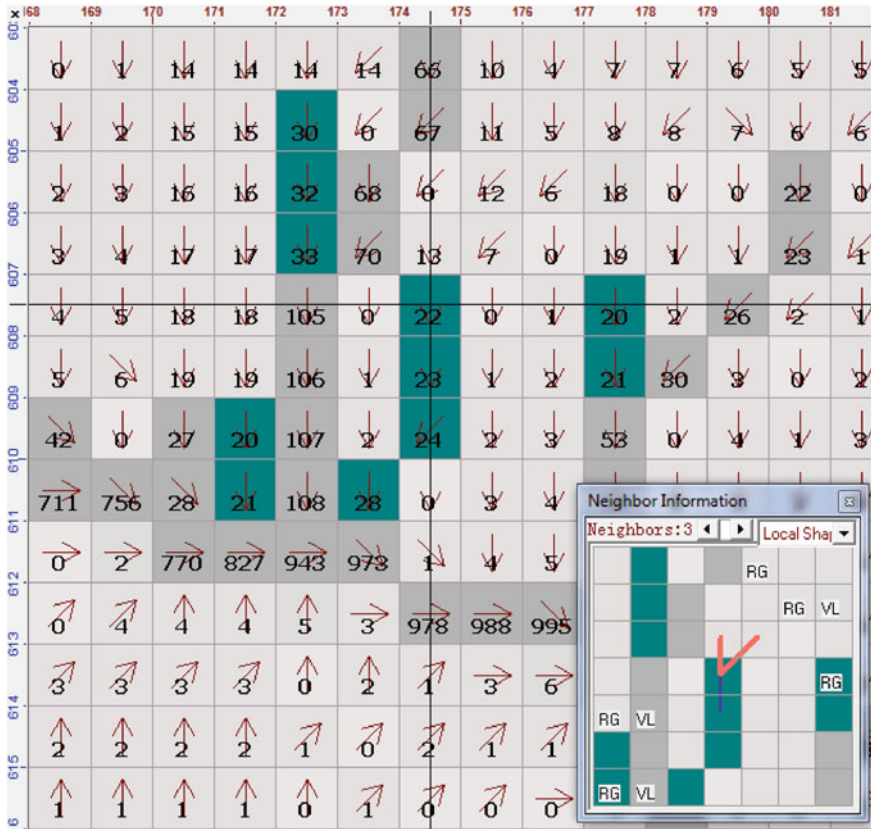 × 168 169 170 171 172 173 174 175 176 177 178 179 180 181
0 1 14 14 14 14 66 10 4 7 7 6 5 5
604
1 2 15 15 30 0 67 11 5 8 8 7 6 6
605
2 3 16 16 32 68 0 12 6 18 0 0 22 0
606
3 4 17 17 33 70 13 7 0 19 1 1 23 1
607
4 5 18 18 105 0 22 0 1 20 2 26 2 1
608
5 6 19 19 106 1 23 1 2 21 30 3 0 2
609
42 0 27 20 107 2 24 2 3 53 0 4 1 3
610
711 756 28 21 108 28 0 3 4
611
0 2 770 827 943 973 1 4 5
612
0 4 4 4 5 3 978 988 995
613
3 3 3 3 0 2 1 3 6
614
2 2 2 2 1 0 2 1 1
615
1 1 1 1 0 1 0 0 0
Neighbor Information
Neighbors:3 Local Shap
RG
RG VL
RG
RG VL
RG VL